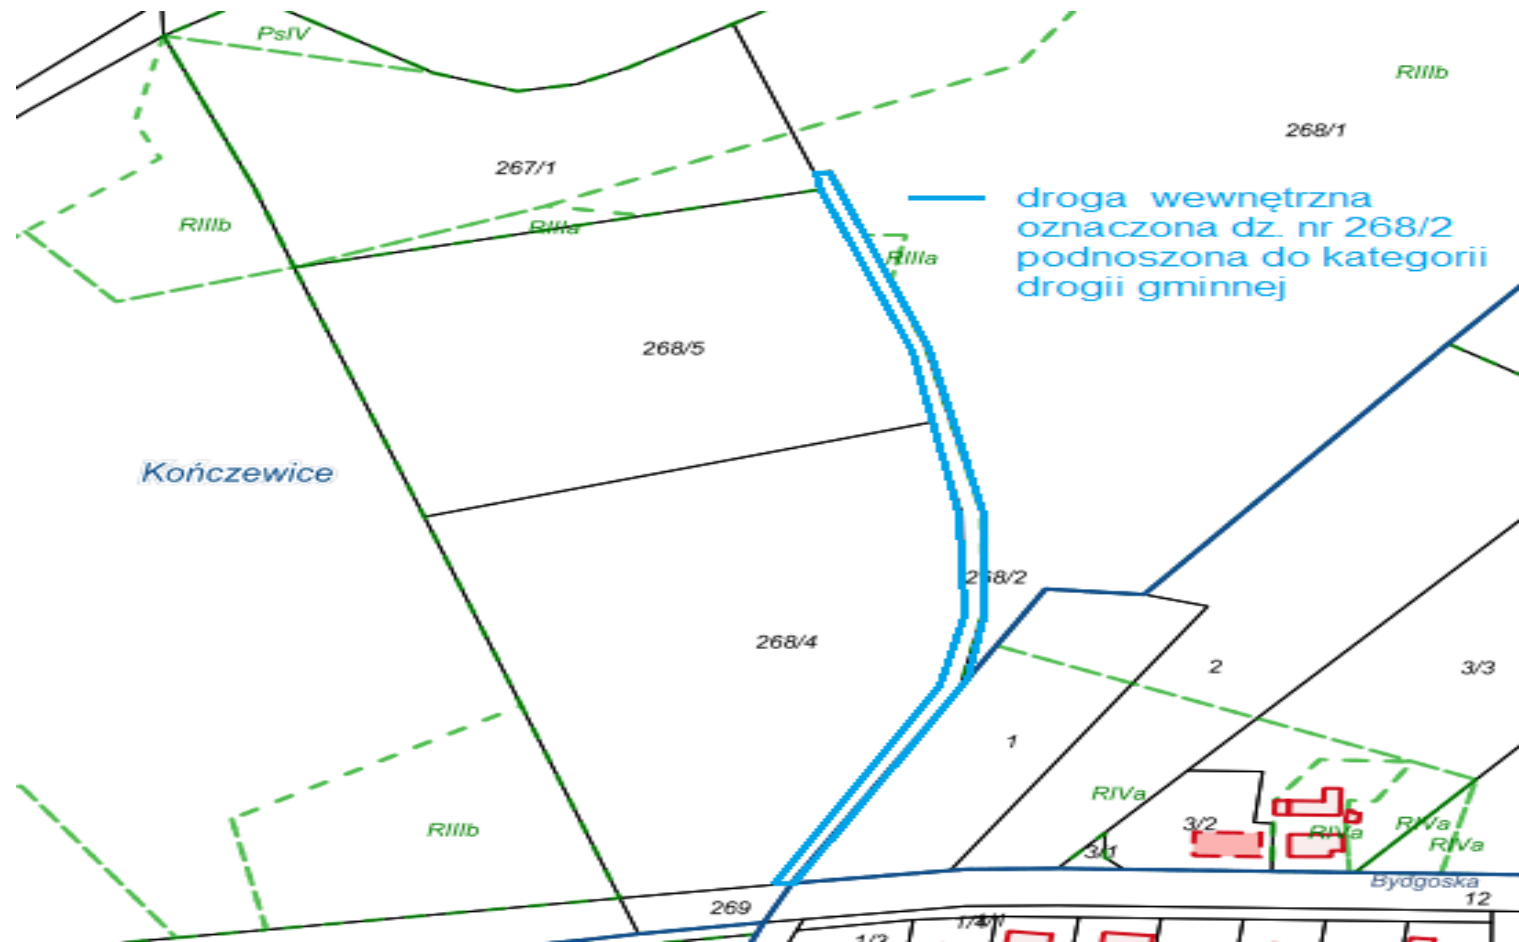 PsIV
RIIIb
268/1
267/1
droga wewnętrzna
oznaczona dz. nr 268/2
podnoszona do kategorii
drogii gminnej
RIIIb
RIIIa
RIIIa
268/5
Kończewice
268/2
268/4
2
3/3
1
RIVa
3/2
RIVa
RIVa
RIVa
3/1
Bydgoska
12
269
1/3